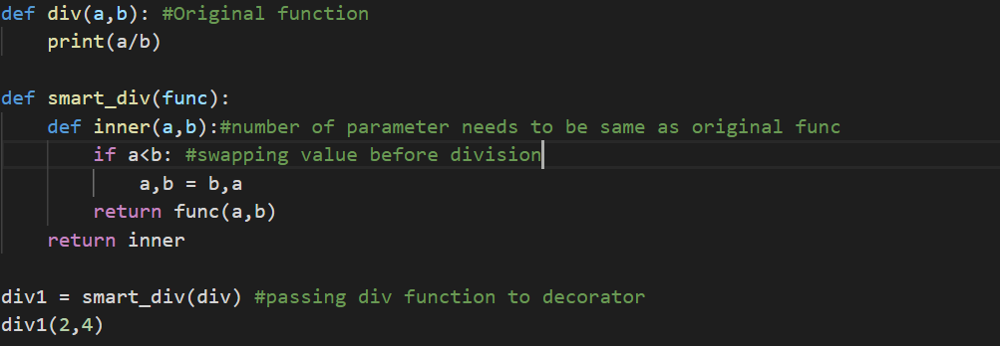 def div(a,b): #Original function
    print(a/b)

def smart_div(func):
    def inner(a,b):#number of parameter needs to be same as original func
        if a<b: #swapping value before division
            a,b = b,a
        return func(a,b)
    return inner

div1 = smart_div(div) #passing div function to decorator
div1(2,4)